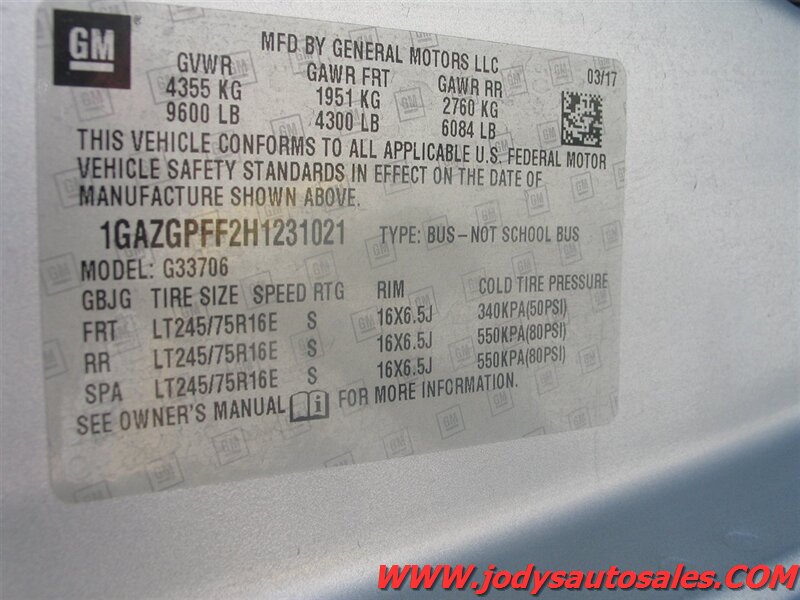 GM
MFD BY GENERAL MOTORS LLC
03/17
GVWR GAWR FRT GAWR RR
4355 KG 1951 KG 2760 KG
9600 LB 4300 LB 6084 LB
THIS VEHICLE CONFORMS TO ALL APPLICABLE U.S. FEDERAL MOTOR
VEHICLE SAFETY STANDARDS IN EFFECT ON THE DATE OF
MANUFACTURE SHOWN ABOVE.
1GAZGPFF2H1231021 TYPE: BUS-NOT SCHOOL BUS
MODEL: G33706
GBJG TIRE SIZE SPEED RTG RIM COLD TIRE PRESSURE
FRT LT245/75R16E S 16X6.5J 340KPA(50PSI)
RR LT245/75R16E S 16X6.5J 550KPA(80PSI)
SPA LT245/75R16E S 16X6.5J 550KPA(80PSI)
SEE OWNER'S MANUAL i FOR MORE INFORMATION.
www.jodysautosales.com